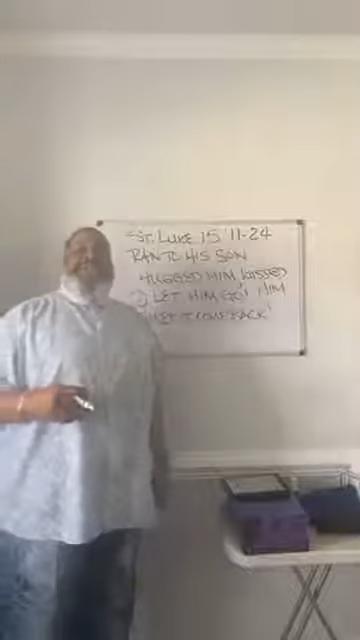 ST. LUKE 15 11-24
RAN TO HIS SON
HUGGED HIM KISSED
HIM
LET HIM GO!
COME BACK